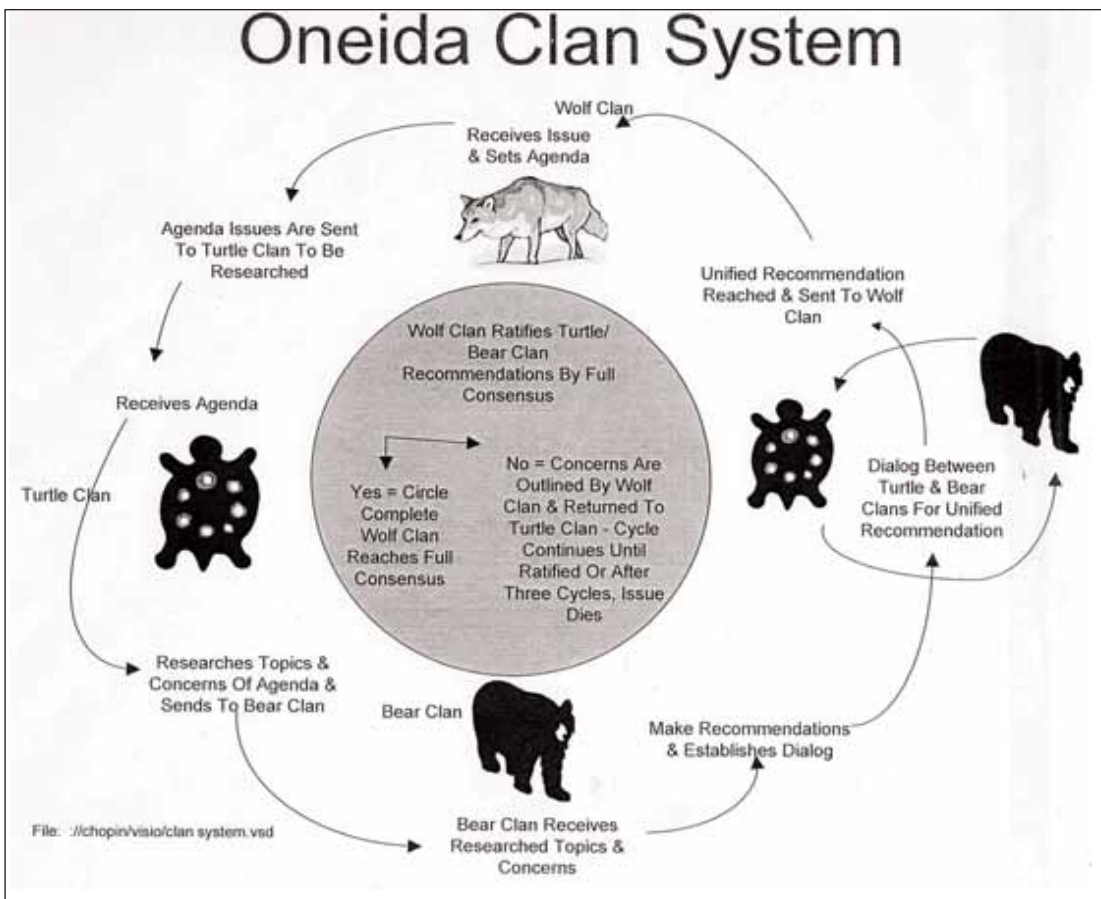 Oneida Clan System
Wolf Clan
Receives Issue
& Sets Agenda
Agenda Issues Are Sent
To Turtle Clan To Be
Researched
Receives Agenda
Turtle Clan
Researches Topics &
Concerns Of Agenda &
Sends To Bear Clan
Bear Clan
Bear Clan Receives
Researched Topics &
Concerns
Make Recommendations
& Establishes Dialog
Dialog Between
Turtle & Bear
Clans For Unified
Recommendation
Unified Recommendation
Reached & Sent To Wolf
Clan
Wolf Clan Ratifies Turtle/
Bear Clan
Recommendations By Full
Consensus
Yes = Circle
Complete
Wolf Clan
Reaches Full
Consensus
No = Concerns Are
Outlined By Wolf
Clan & Returned To
Turtle Clan - Cycle
Continues Until
Ratified Or After
Three Cycles, Issue
Dies
File: ://chopin/visio/clan system.vsd